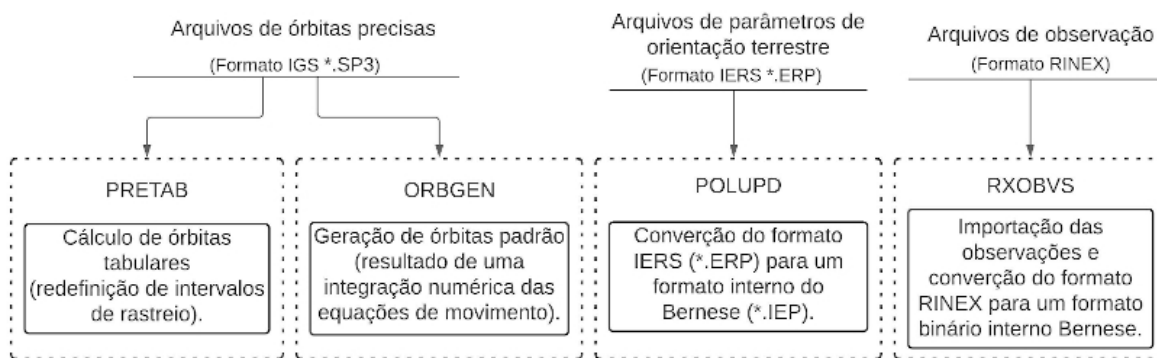 Arquivos de órbitas precisas
(Formato IGS *.SP3)
Arquivos de parâmetros de
orientação terrestre
(Formato IERS *.ERP)
Arquivos de observação
(Formato RINEX)
PRETAB
Cálculo de órbitas
tabulares
(redefinição de intervalos
de rastreio).
ORBGEN
Geração de órbitas padrão
(resultado de uma
integração numérica das
equações de movimento).
POLUPD
Converção do formato
IERS (*.ERP) para um
formato interno do
Bernese (*.IEP).
RXOBVS
Importação das
observações e
converção do formato
RINEX para um formato
binário interno Bernese.